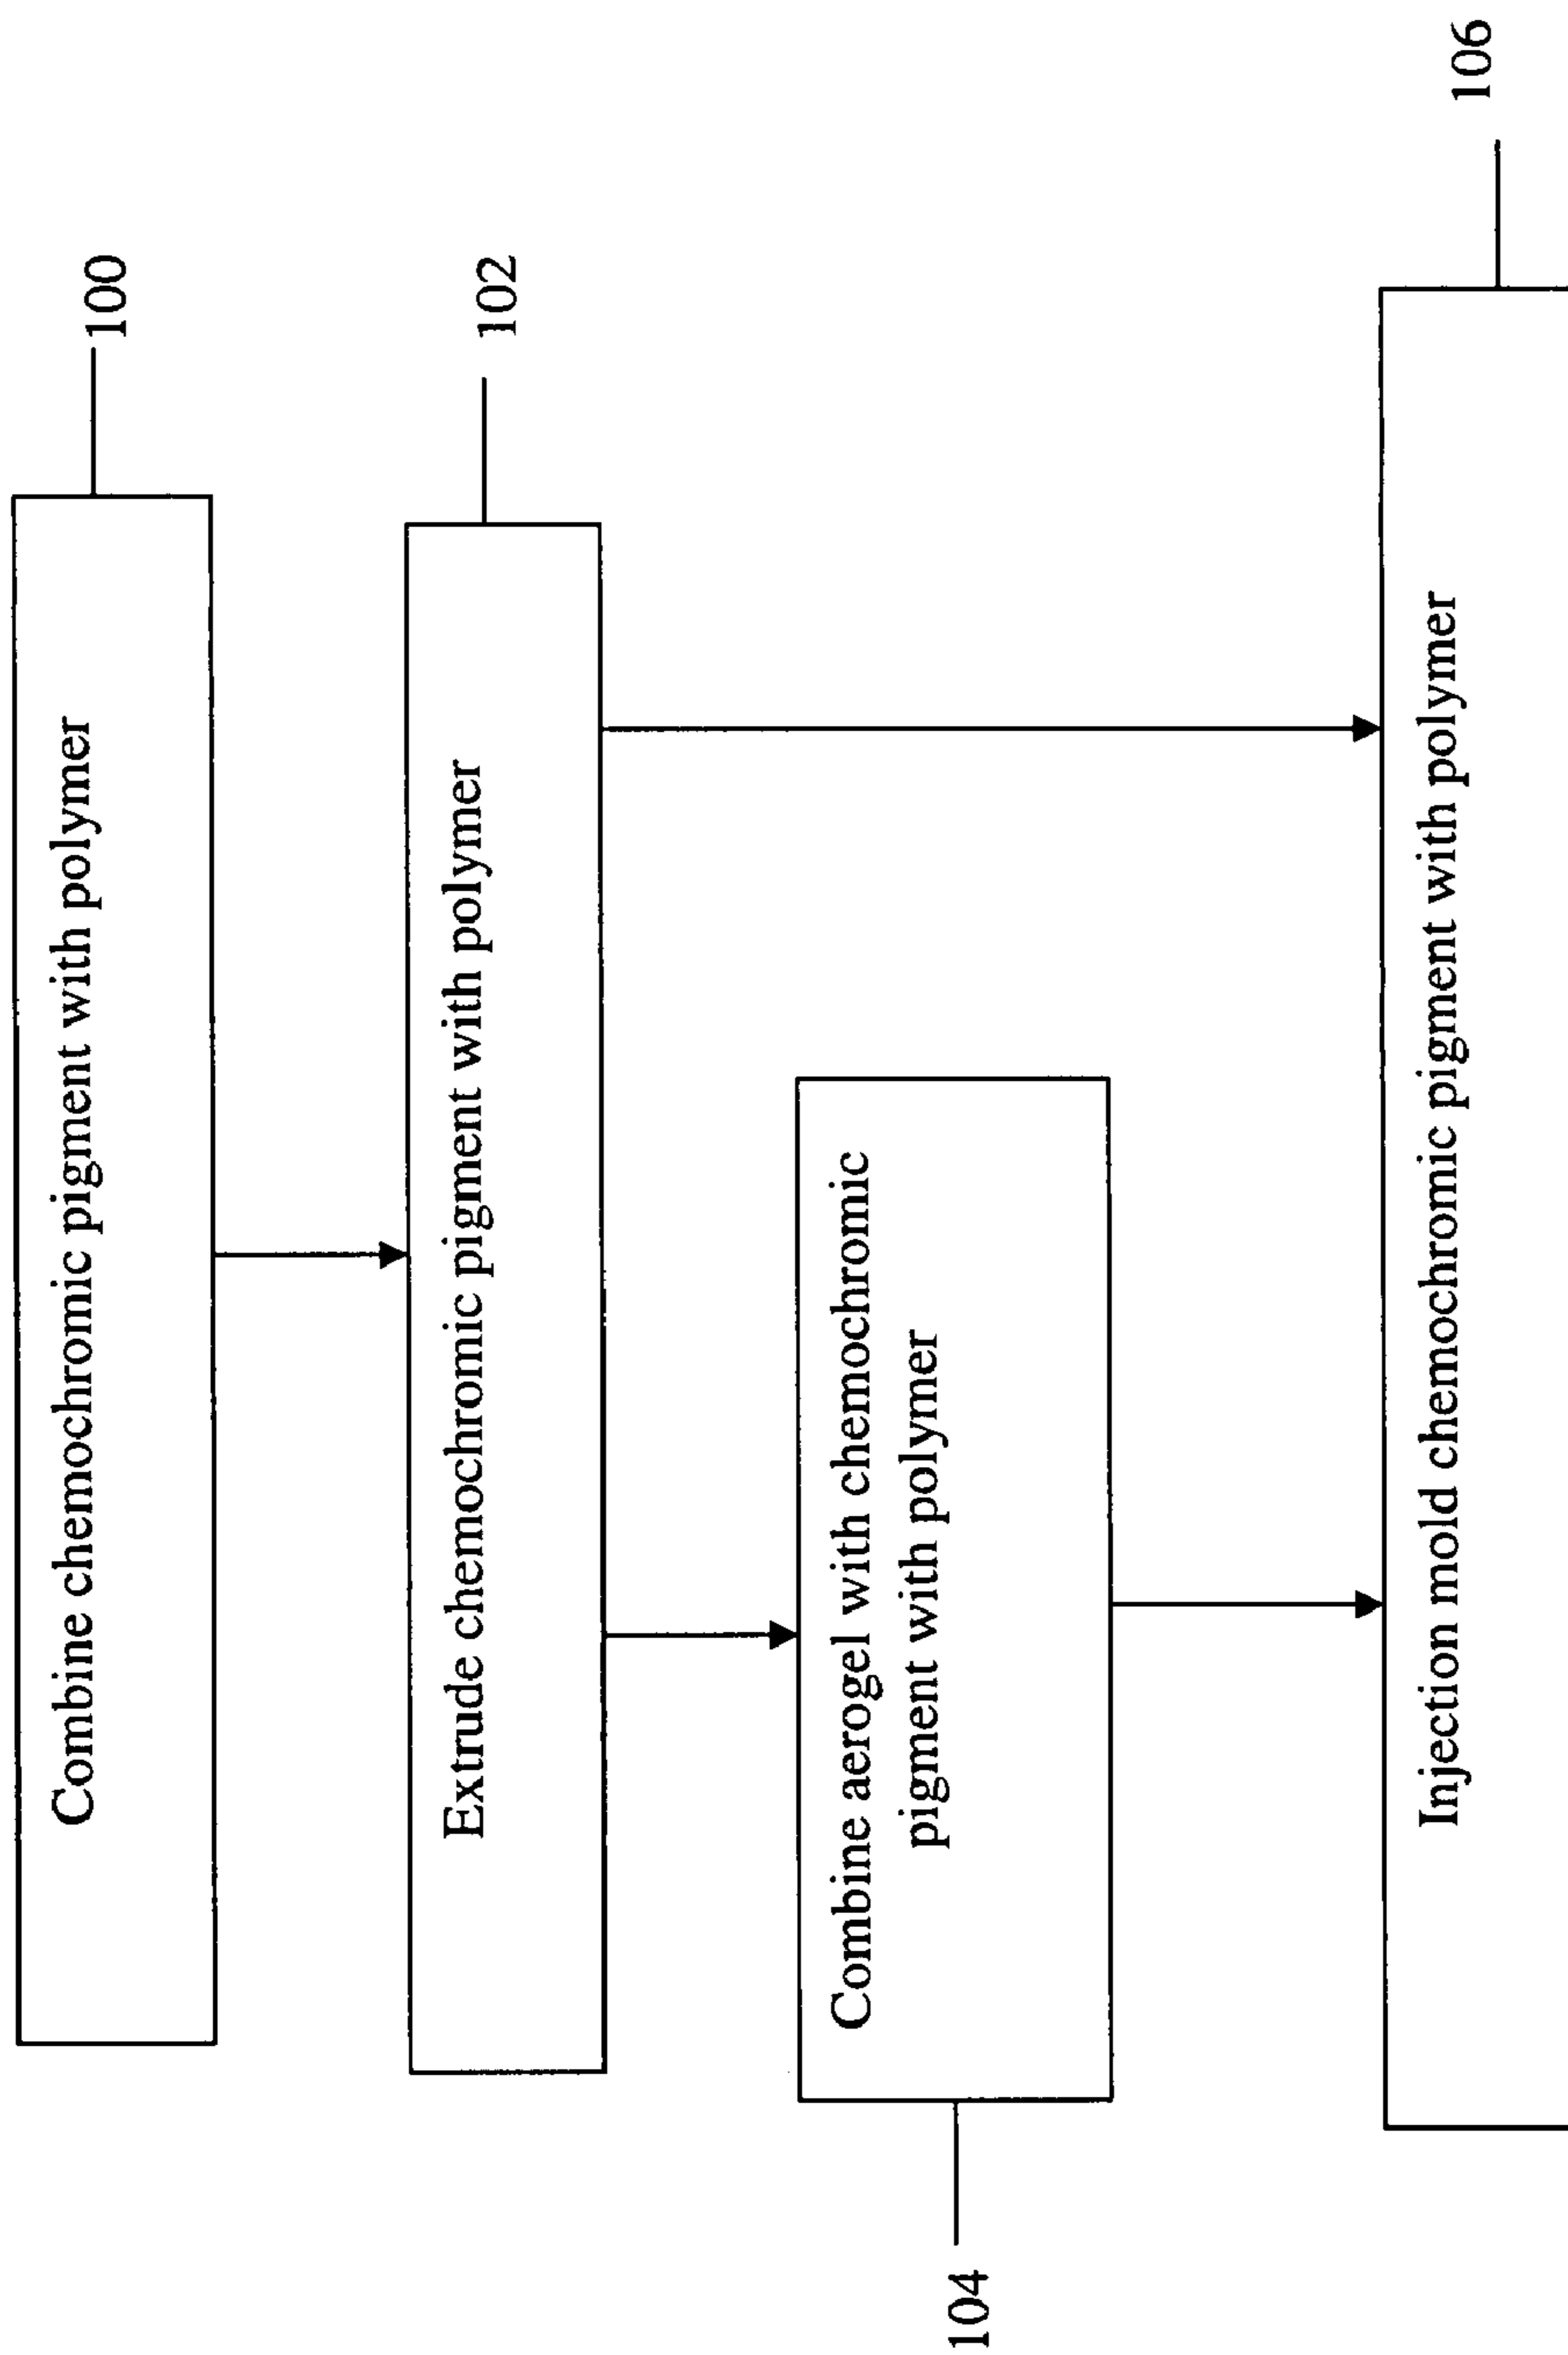 Combine chemochromic pigment with polymer
100
Extrude chemochromic pigment with polymer
102
Combine aerogel with chemochromic
pigment with polymer
104
Injection mold chemochromic pigment with polymer
106